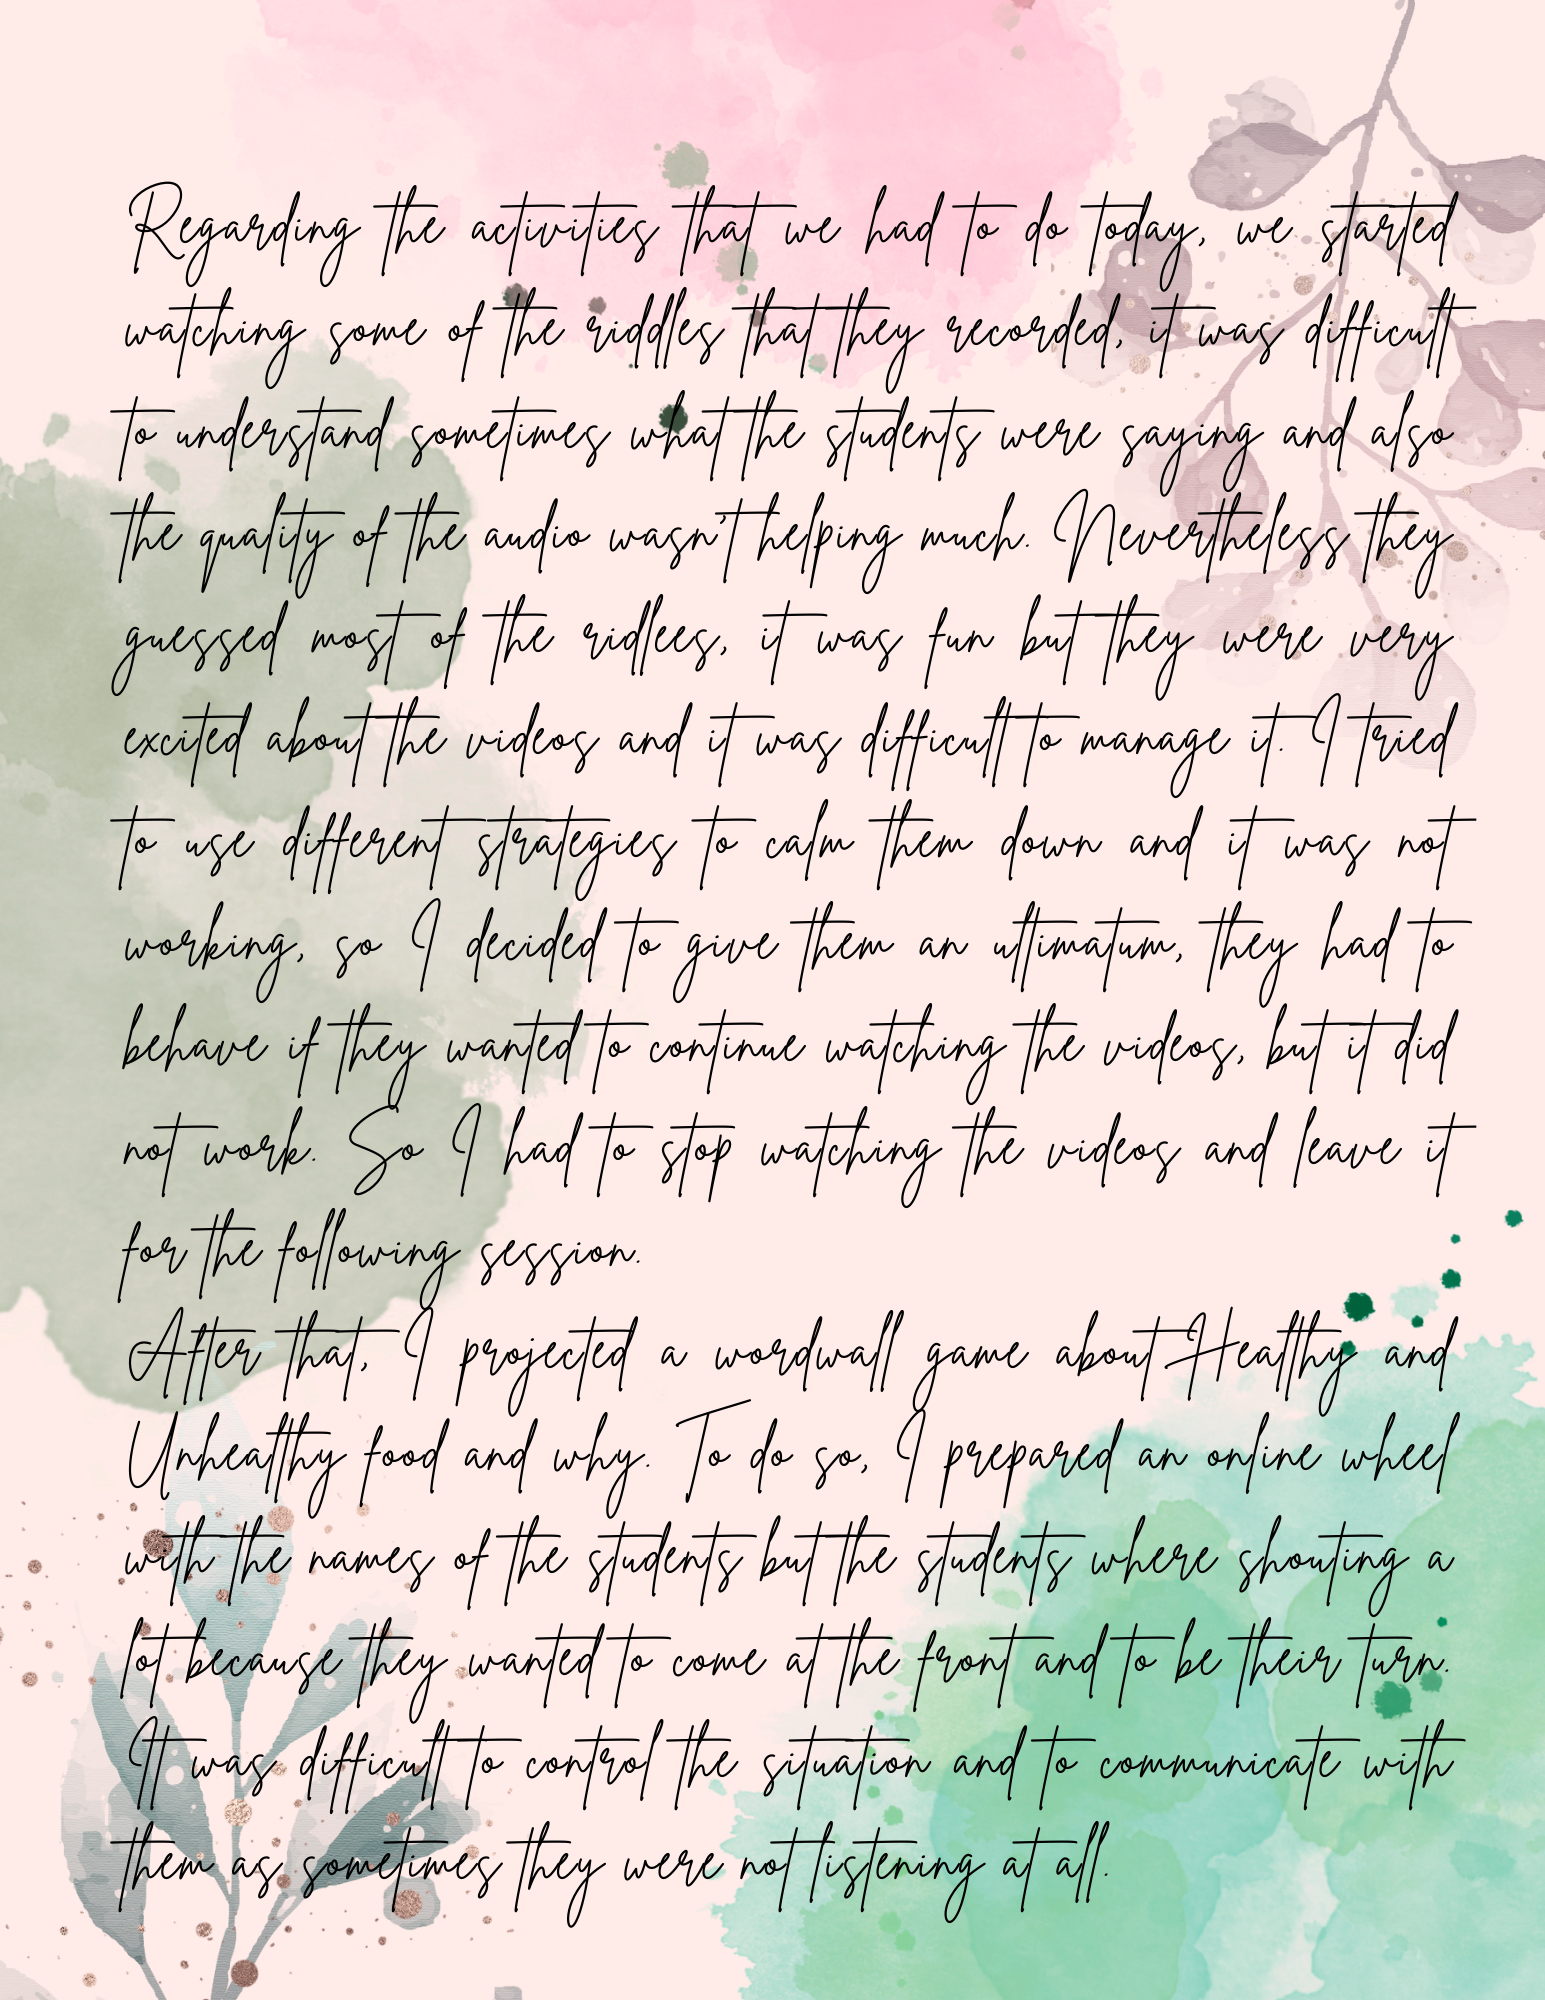 Regarding the activities that we had to do today, we started
watching some of the riddles that they recorded, it was difficult
to understand sometimes what the students were saying and also
the quality of the audio wasn't helping much. Nevertheless they
guessed most of the ridlees, it was fun but they were very
excited about the videos and it was difficult to manage it. I tried
to use different strategies to calm them down and it was not
working, so I decided to give them an ultimatum, they had to
behave if they wanted to continue watching the videos, but it did
not work. So I had to stop watching the videos and leave it
for the following session.
After that, I projected a wordwall game about Healthy and
Unhealthy food and why. To do so, I prepared an online wheel
with the names of the students but the students where shouting a
lot because they wanted to come at the front and to be their turn.
It was difficult to control the situation and to communicate with
them as sometimes they were not listening at all.